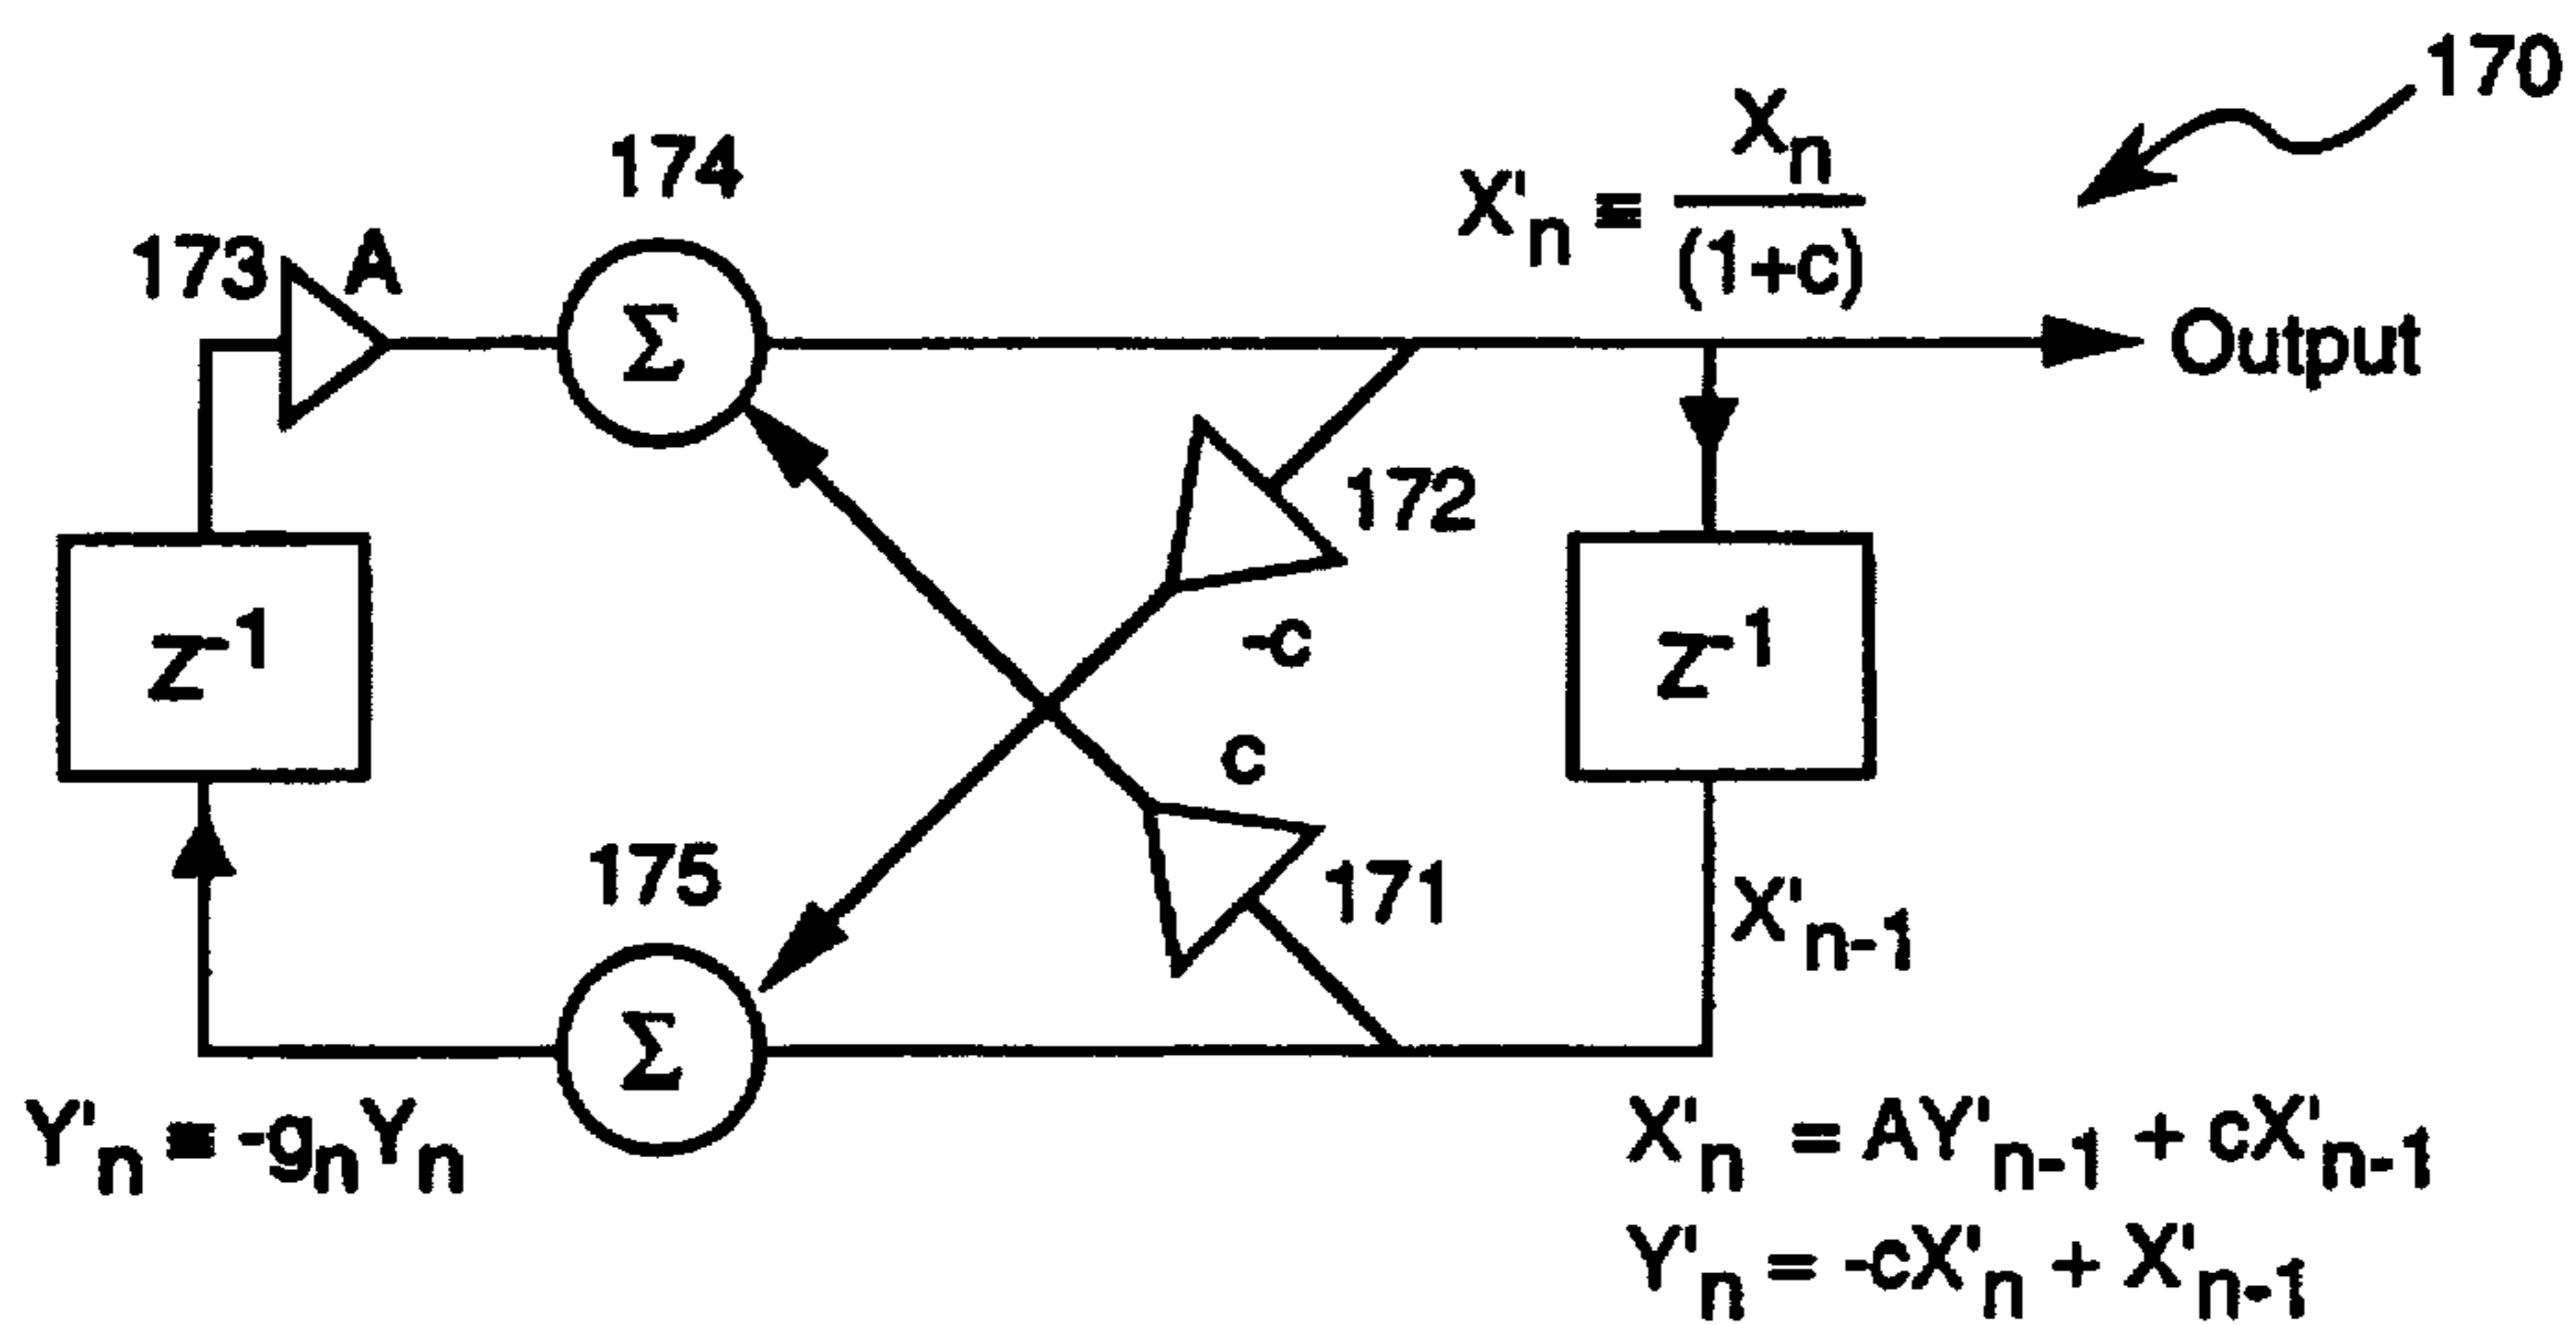 170
174
X'n ≡ Xn / (1+c)
173 A
Σ
Output
172
Z-1
Z-1
-c
c
175
171
X'n-1
Σ
Y'n ≡ -gnYn
X'n = AY'n-1 + cX'n-1
Y'n = -cX'n + X'n-1